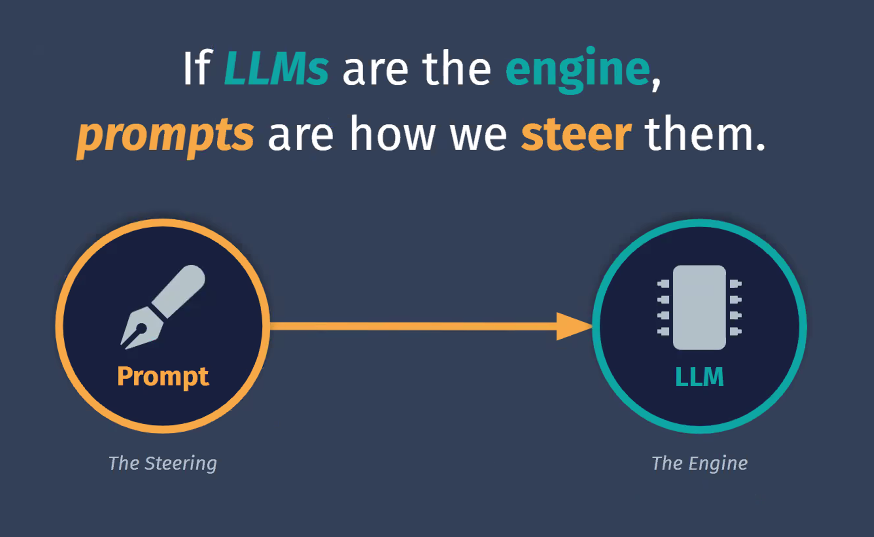 If LLMs are the engine,
prompts are how we steer them.
Prompt
LLM
The Steering
The Engine